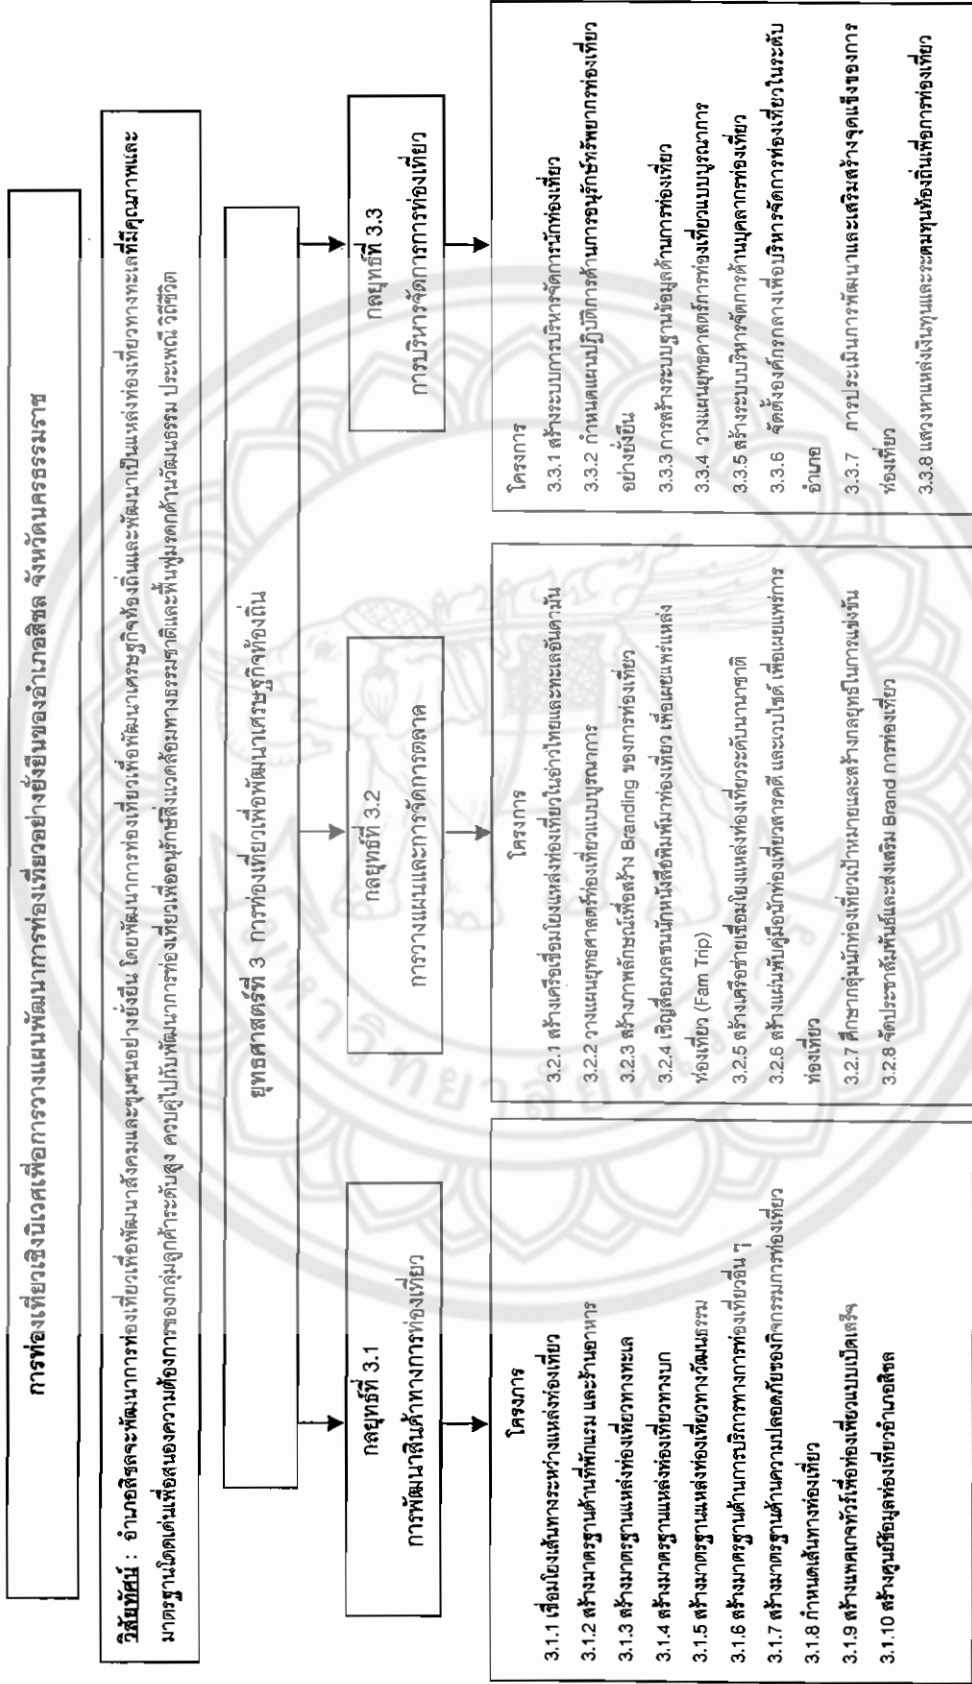 การท่องเที่ยวเชิงนิเวศเพื่อการวางแผนพัฒนาการท่องเที่ยวอย่างยั่งยืนของอำเภอสิชล จังหวัดนครธรรมราช
วิสัยทัศน์ : อำเภอสิชลจะพัฒนาการท่องเที่ยวเพื่อพัฒนาสังคมและชุมชนอย่างยั่งยืน โดยพัฒนาการท่องเที่ยวเพื่อพัฒนาเศรษฐกิจท้องถิ่นและพัฒนาเป็นแหล่งท่องเที่ยวทางทะเลที่มีคุณภาพและ
มาตรฐานโดดเด่นเพื่อสนองความต้องการของกลุ่มลูกค้าระดับสูง ควบคู่ไปกับพัฒนาการท่องเที่ยวเพื่ออนุรักษ์สิ่งแวดล้อมทางธรรมชาติและฟื้นฟูมรดกด้านวัฒนธรรม ประเพณี วิถีชีวิต
ยุทธศาสตร์ที่ 3 การท่องเที่ยวเพื่อพัฒนาเศรษฐกิจท้องถิ่น
กลยุทธ์ที่ 3.1
การพัฒนาสินค้าทางการท่องเที่ยว
โครงการ
3.1.1 เชื่อมโยงเส้นทางระหว่างแหล่งท่องเที่ยว
3.1.2 สร้างมาตรฐานด้านที่พักแรม และร้านอาหาร
3.1.3 สร้างมาตรฐานแหล่งท่องเที่ยวทางทะเล
3.1.4 สร้างมาตรฐานแหล่งท่องเที่ยวทางบก
3.1.5 สร้างมาตรฐานแหล่งท่องเที่ยวทางวัฒนธรรม
3.1.6 สร้างมาตรฐานด้านการบริการทางการท่องเที่ยวอื่น ๆ
3.1.7 สร้างมาตรฐานด้านความปลอดภัยของกิจกรรมการท่องเที่ยว
3.1.8 กำหนดเส้นทางท่องเที่ยว
3.1.9 สร้างแพคเกจทัวร์เพื่อท่องเที่ยวแบบเบ็ดเสร็จ
3.1.10 สร้างศูนย์ข้อมูลท่องเที่ยวอำเภอสิชล
กลยุทธ์ที่ 3.2
การวางแผนและการจัดการตลาด
โครงการ
3.2.1 สร้างเครือเชื่อมโยงแหล่งท่องเที่ยวในอ่าวไทยและทะเลอันดามัน
3.2.2 วางแผนยุทธศาสตร์ท่องเที่ยวแบบบูรณาการ
3.2.3 สร้างภาพลักษณ์เพื่อสร้าง Branding ของการท่องเที่ยว
3.2.4 เชิญสื่อมวลชนนักหนังสือพิมพ์มาท่องเที่ยว เพื่อเผยแพร่แหล่ง
ท่องเที่ยว (Fam Trip)
3.2.5 สร้างเครือข่ายเชื่อมโยงแหล่งท่องเที่ยวระดับนานาชาติ
3.2.6 สร้างแผ่นพับคู่มือนักท่องเที่ยวสารคดี และเวบไซด์ เพื่อเผยแพร่การ
ท่องเที่ยว
3.2.7 ศึกษากลุ่มนักท่องเที่ยวเป้าหมายและสร้างกลยุทธ์ในการแข่งขัน
3.2.8 จัดประชาสัมพันธ์และส่งเสริม Brand การท่องเที่ยว
กลยุทธ์ที่ 3.3
การบริหารจัดการการท่องเที่ยว
โครงการ
3.3.1 สร้างระบบการบริหารจัดการนักท่องเที่ยว
3.3.2 กำหนดแผนปฏิบัติการด้านการอนุรักษ์ทรัพยากรท่องเที่ยว
อย่างยั่งยืน
3.3.3 การสร้างระบบฐานข้อมูลด้านการท่องเที่ยว
3.3.4 วางแผนยุทธศาสตร์การท่องเที่ยวแบบบูรณาการ
3.3.5 สร้างระบบบริหารจัดการด้านบุคลากรท่องเที่ยว
3.3.6 จัดตั้งองค์กรกลางเพื่อบริหารจัดการท่องเที่ยวในระดับ
อำเภอ
3.3.7 การประเมินการพัฒนาและเสริมสร้างจุดแข็งของการ
ท่องเที่ยว
3.3.8 แสวงหาแหล่งเงินทุนและระดมทุนท้องถิ่นเพื่อการท่องเที่ยว